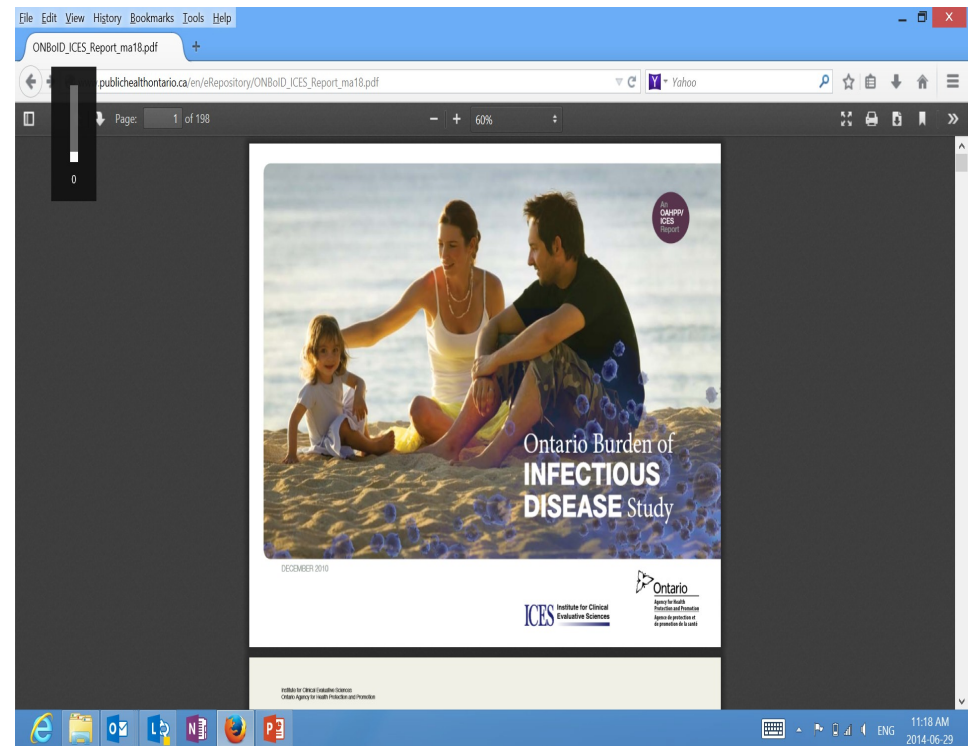 File Edit View History Bookmarks Tools Help
ONBoID_ICES_Report_ma18.pdf
.publichealthontario.ca/en/eRepository/ONBoID_ICES_Report_ma18.pdf
Yahoo
Page: 1 of 198
60%
0
An
OAHPP/
ICES
Report
Ontario Burden of
INFECTIOUS
DISEASE Study
DECEMBER 2010
Ontario
Agency for Health
Protection and Promotion
Agence de protection et
de promotion de la santé
ICES Institute for Clinical
Evaluative Sciences
Institute for Clinical Evaluative Sciences
Ontario Agency for Health Protection and Promotion
ENG
11:18 AM
2014-06-29